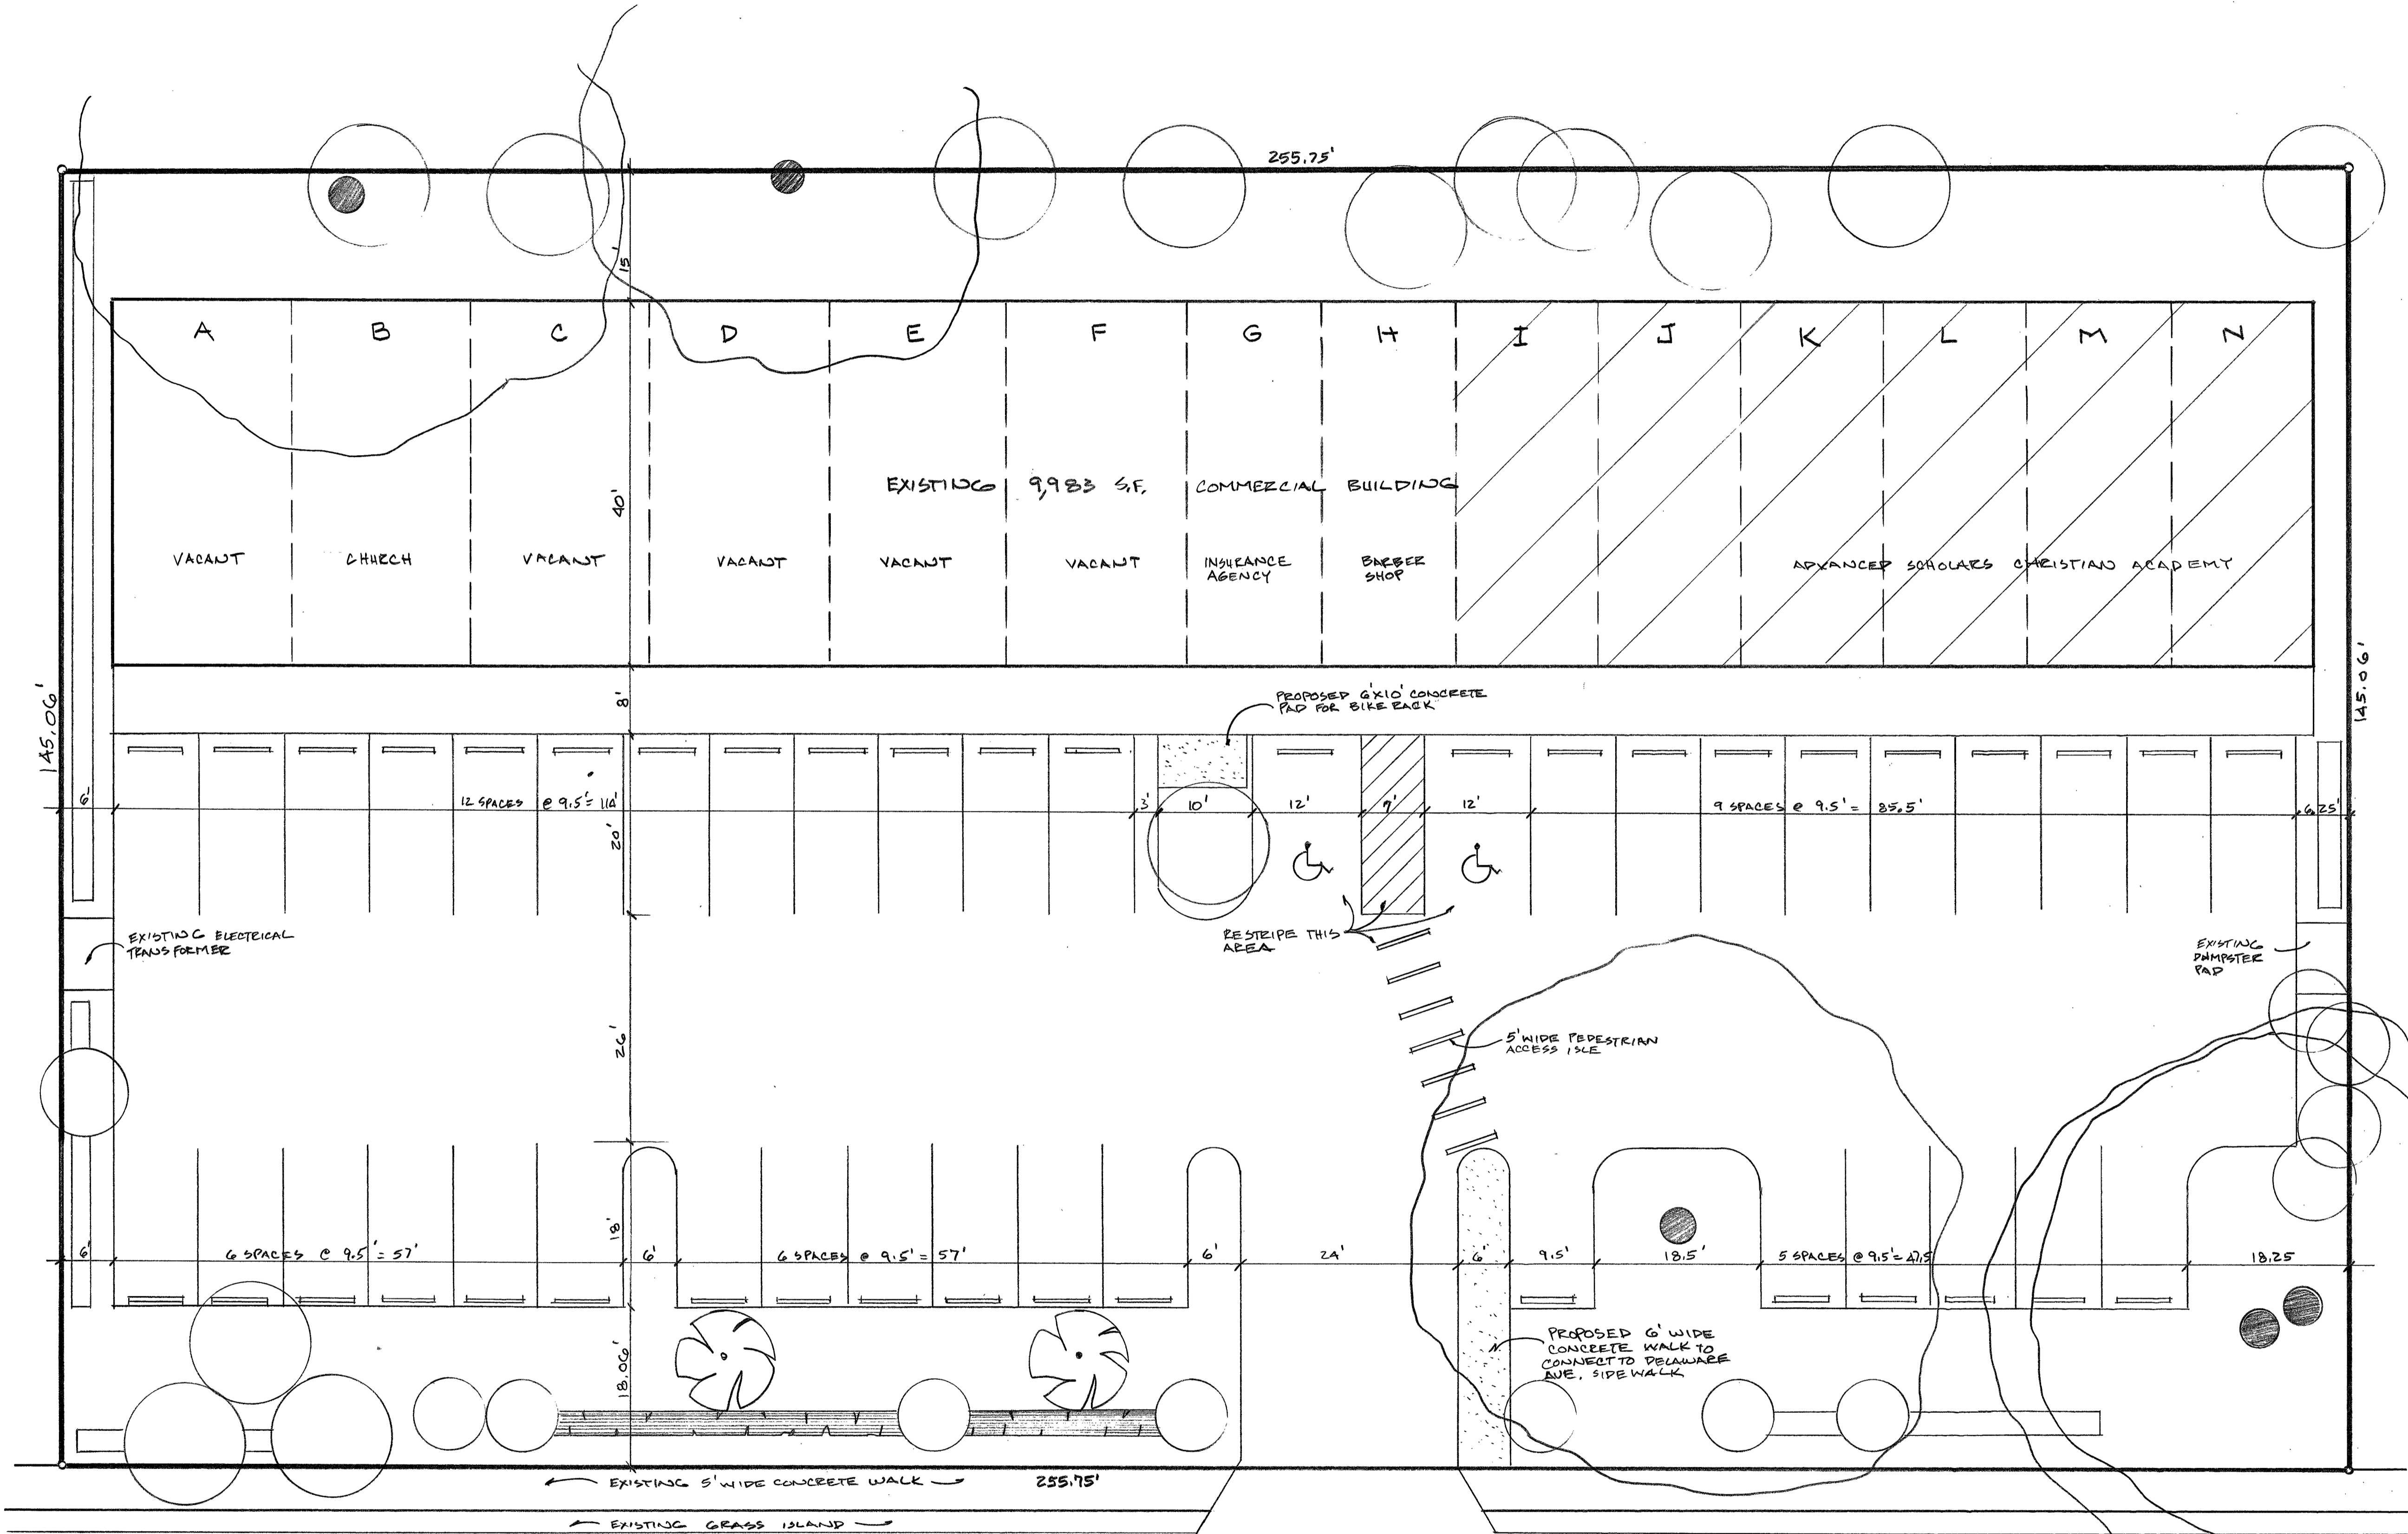 255.75'
15'
A B C D E F G H I J K L M N
EXISTING 9,983 S.F. COMMERCIAL BUILDING
40'
VACANT
CHURCH
VACANT
VACANT
VACANT
VACANT
INSURANCE
AGENCY
BARBER
SHOP
ADVANCED SCHOLARS CHRISTIAN ACADEMY
145.06'
145.06'
8'
PROPOSED 6'X10' CONCRETE
PAD FOR BIKE RACK
6'
12 SPACES @ 9.5' = 114'
3'
10'
12'
7'
12'
9 SPACES @ 9.5' = 85.5'
6.25'
20'
EXISTING ELECTRICAL
TRANSFORMER
RESTRIPE THIS
AREA
EXISTING
DUMPSTER
PAD
26'
5' WIDE PEDESTRIAN
ACCESS ISLE
18'
6'
6 SPACES @ 9.5' = 57'
6'
6 SPACES @ 9.5' = 57'
6'
24'
6'
9.5'
18.5'
5 SPACES @ 9.5' = 47.5
18.25
18.06'
PROPOSED 6' WIDE
CONCRETE WALK TO
CONNECT TO DELAWARE
AVE. SIDEWALK
EXISTING 5' WIDE CONCRETE WALK
255.75'
EXISTING GRASS ISLAND